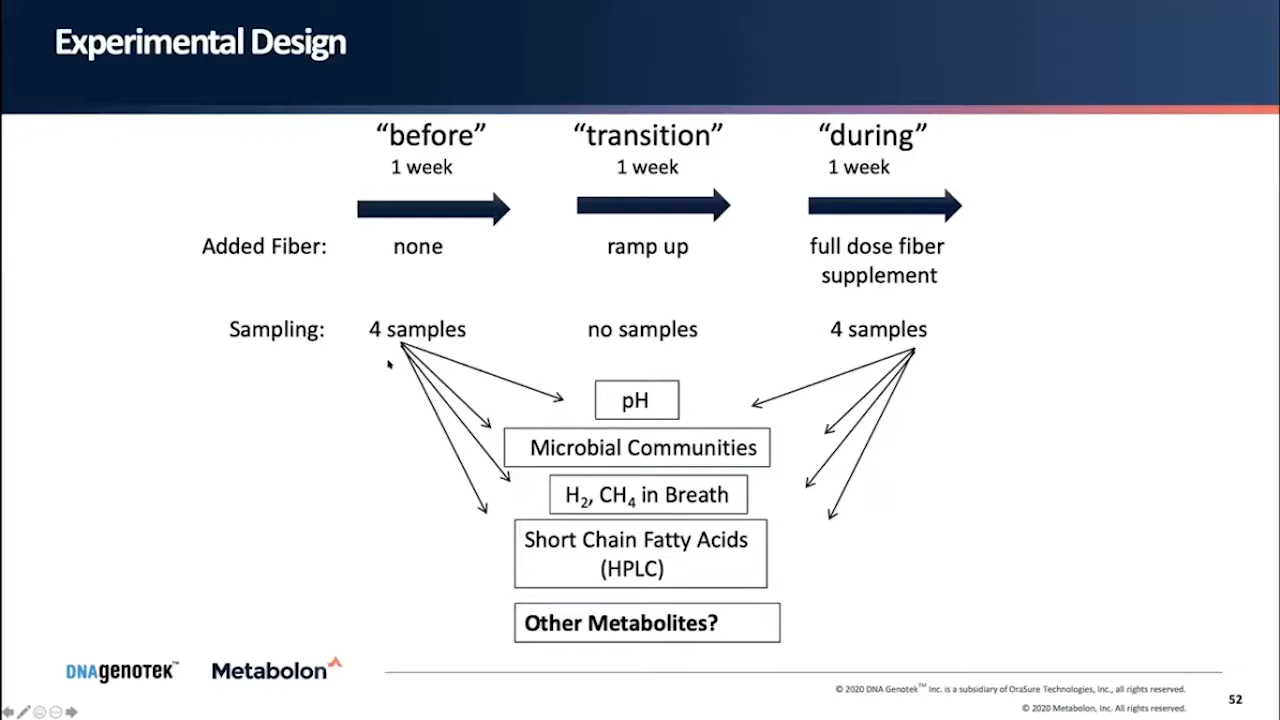 Experimental Design
“before” “transition” “during”
1 week 1 week 1 week
Added Fiber: none ramp up full dose fiber
supplement
Sampling: 4 samples no samples 4 samples
pH
Microbial Communities
H₂, CH₄ in Breath
Short Chain Fatty Acids
(HPLC)
Other Metabolites?
DNAgenotek™ Metabolon
© 2020 DNA Genotek™ Inc. is a subsidiary of OraSure Technologies, Inc., all rights reserved.
© 2020 Metabolon, Inc. All rights reserved.
52